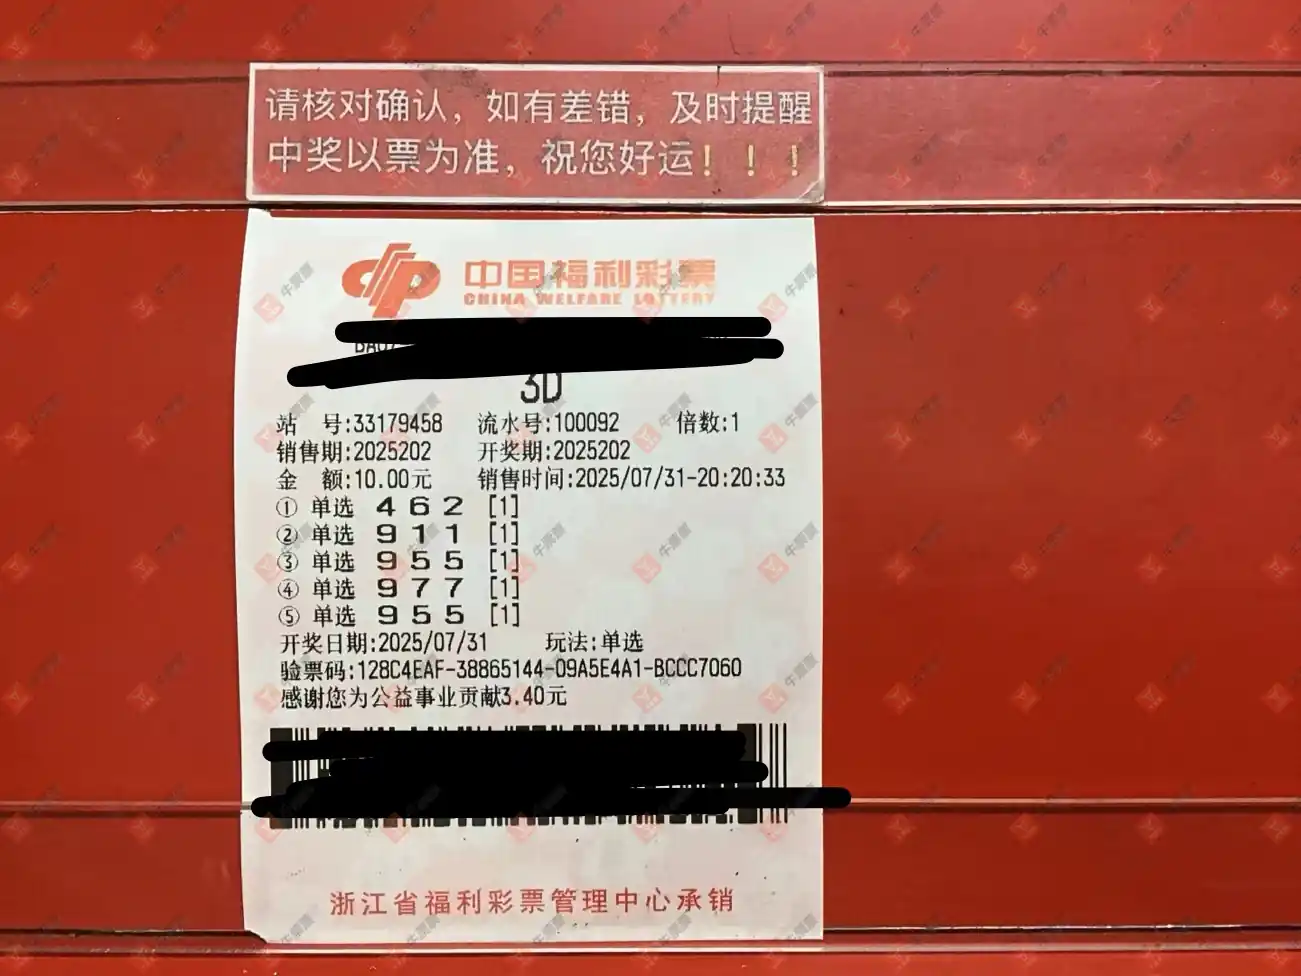 请核对确认，如有差错，及时提醒
中奖以票为准，祝您好运！！！
中国福利彩票
CHINA WELFARE LOTTERY
3D
站 号:33179458 流水号:100092 倍数:1
销售期:2025202 开奖期:2025202
金 额:10.00元 销售时间:2025/07/31-20:20:33
① 单选 4 6 2 [1]
② 单选 9 1 1 [1]
③ 单选 9 5 5 [1]
④ 单选 9 7 7 [1]
⑤ 单选 9 5 5 [1]
开奖日期:2025/07/31 玩法:单选
验票码:128C4EAF-38865144-09A5E4A1-BCCC7060
感谢您为公益事业贡献3.40元
浙江省福利彩票管理中心承销